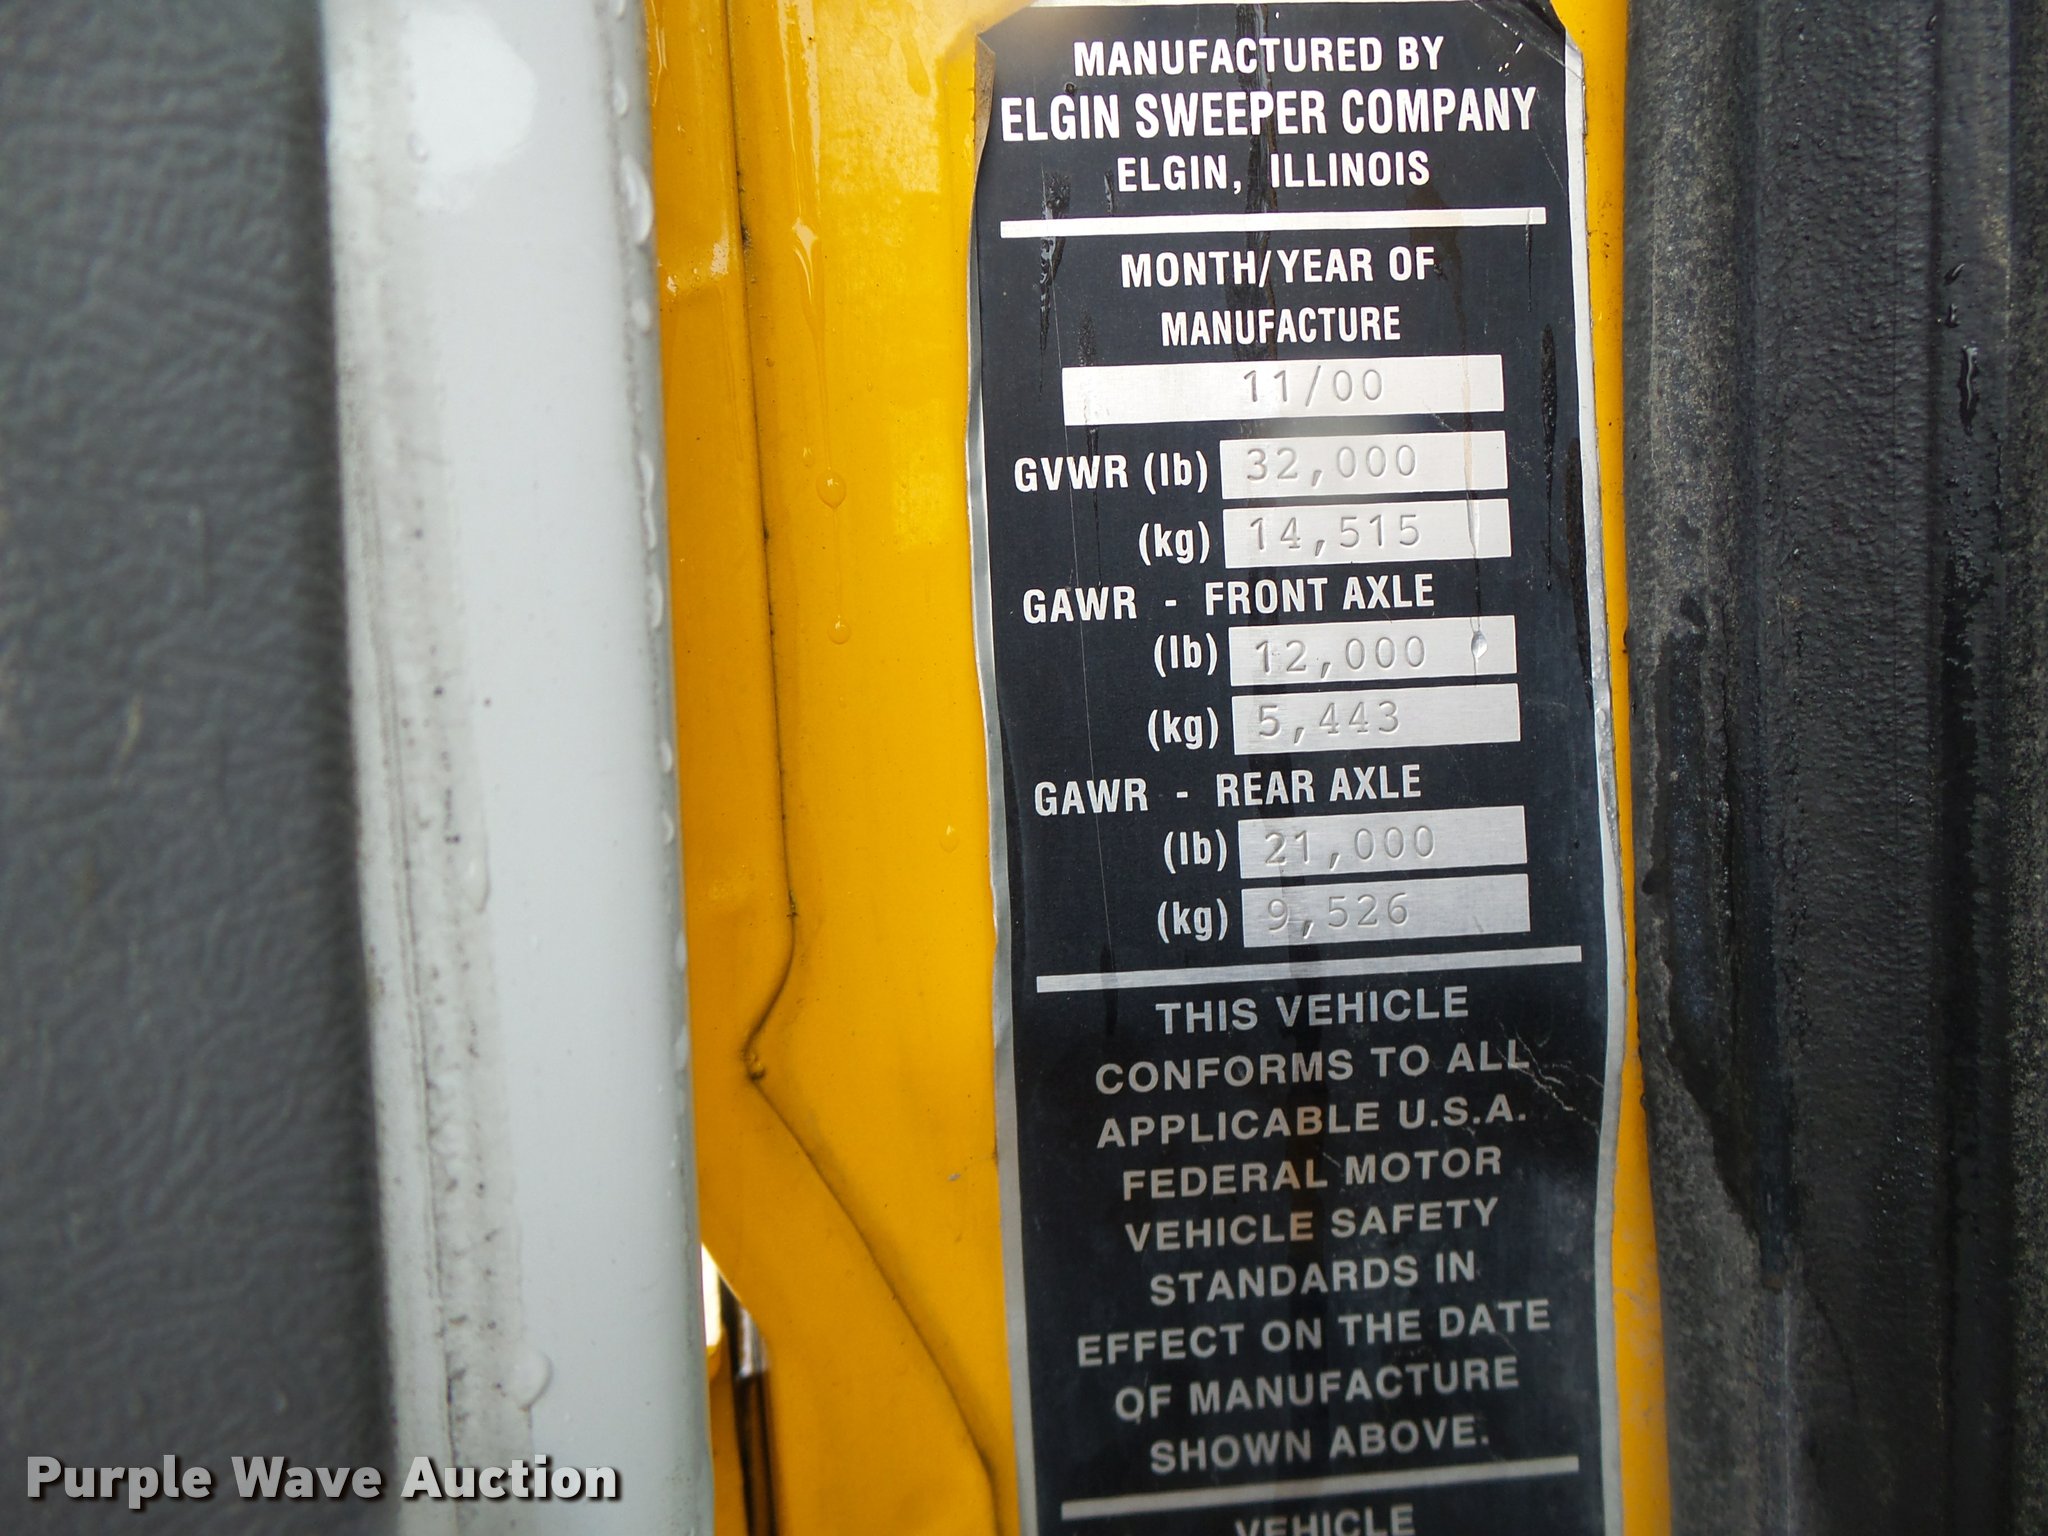 MANUFACTURED BY
ELGIN SWEEPER COMPANY
ELGIN, ILLINOIS
MONTH/YEAR OF
MANUFACTURE
11/00
GVWR (lb) 32,000
(kg) 14,515
GAWR - FRONT AXLE
(lb) 12,000
(kg) 5,443
GAWR - REAR AXLE
(lb) 21,000
(kg) 9,526
THIS VEHICLE
CONFORMS TO ALL
APPLICABLE U.S.A.
FEDERAL MOTOR
VEHICLE SAFETY
STANDARDS IN
EFFECT ON THE DATE
OF MANUFACTURE
SHOWN ABOVE.
VEHICLE
Purple Wave Auction